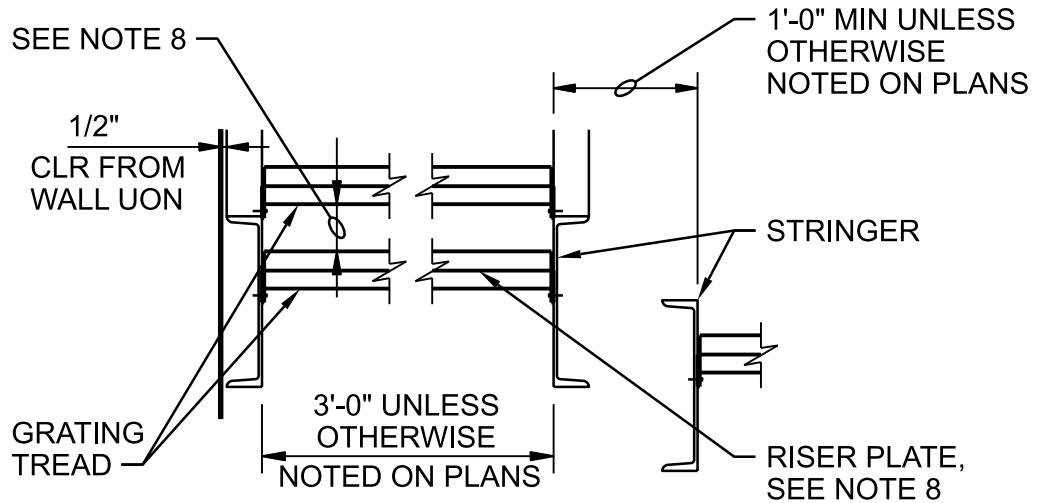 SEE NOTE 8
1'-0" MIN UNLESS
OTHERWISE
NOTED ON PLANS
1/2"
CLR FROM
WALL UON
STRINGER
GRATING
TREAD
3'-0" UNLESS
OTHERWISE
NOTED ON PLANS
RISER PLATE,
SEE NOTE 8